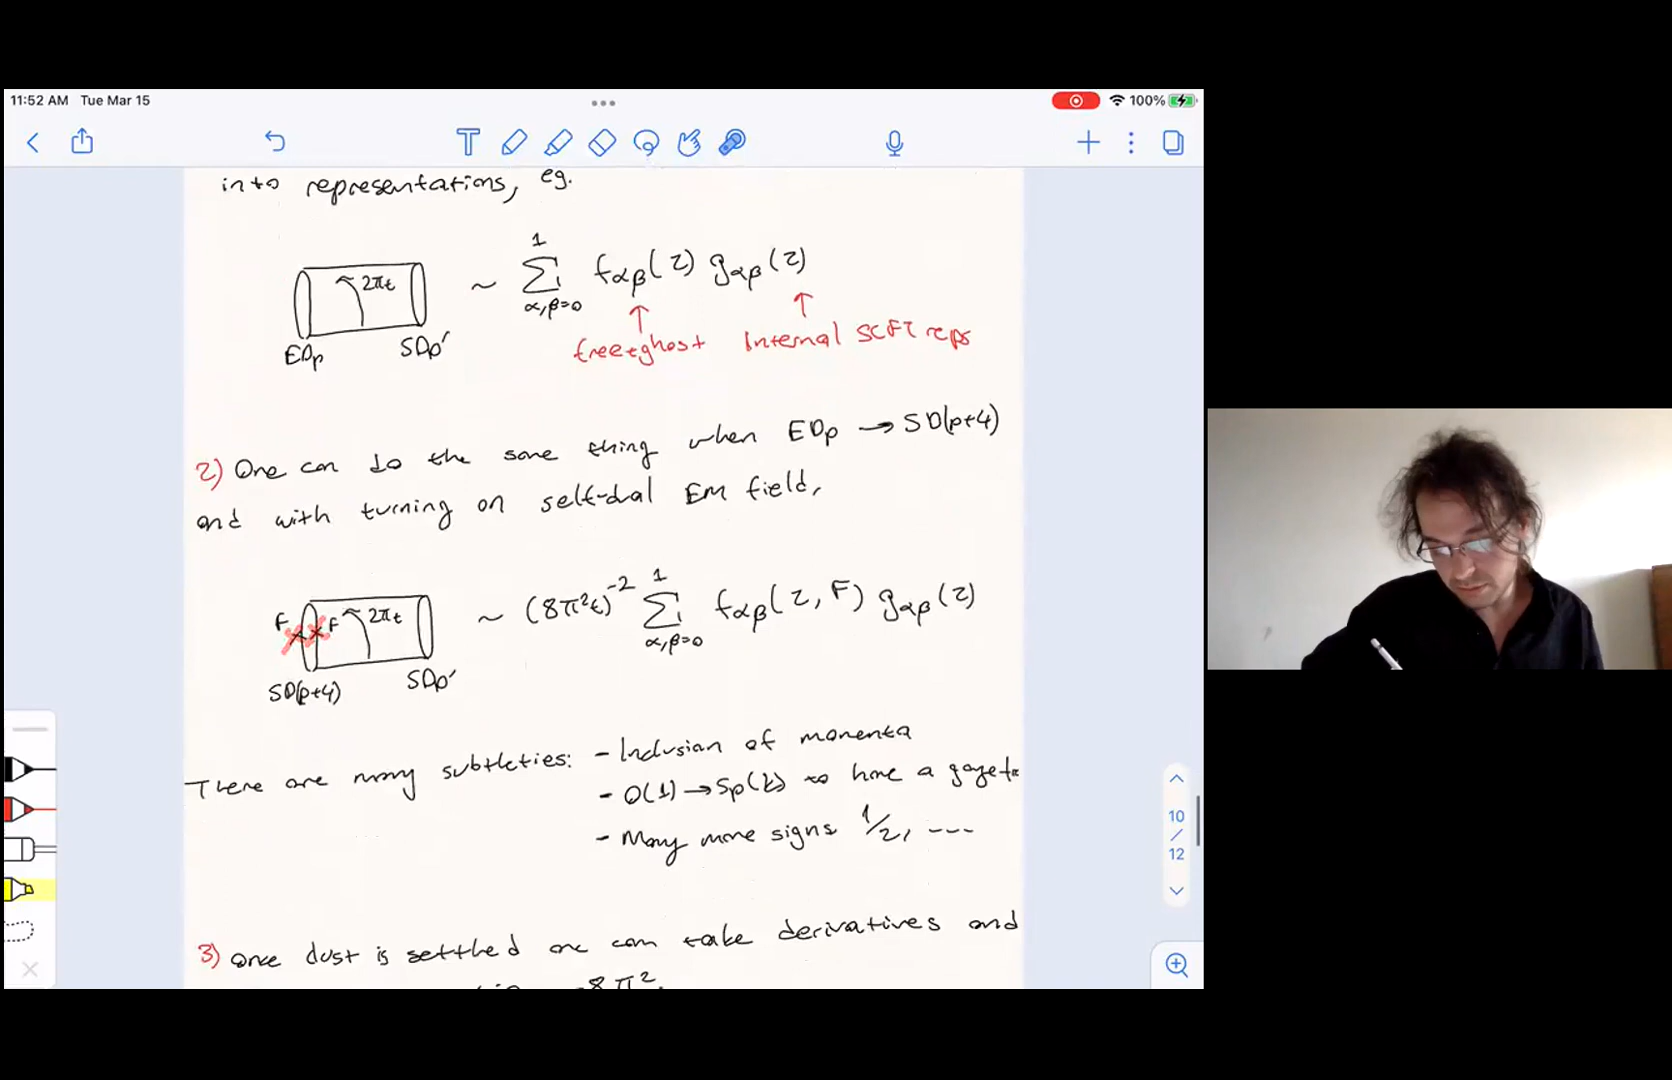 11:52 AM Tue Mar 15
100%
into representations, eg.
2πt ~ Σ α,β=0 1 fαβ(τ) gαβ(τ)
EDp SDp'
free+ghost Internal SCFT reps
2) One can do the same thing when EDp → SD(p+4)
and with turning on self-dual EM field,
F F 2πt ~ (8π²t)⁻² Σ α,β=0 1 fαβ(τ, F) gαβ(τ)
SD(p+4) SDp'
There are many subtleties: - Inclusion of momenta
- O(1) → Sp(k) to have a gauge
- Many more signs 1/2, ----
10
/
12
3) Once dust is settled one can take derivatives and
8π²